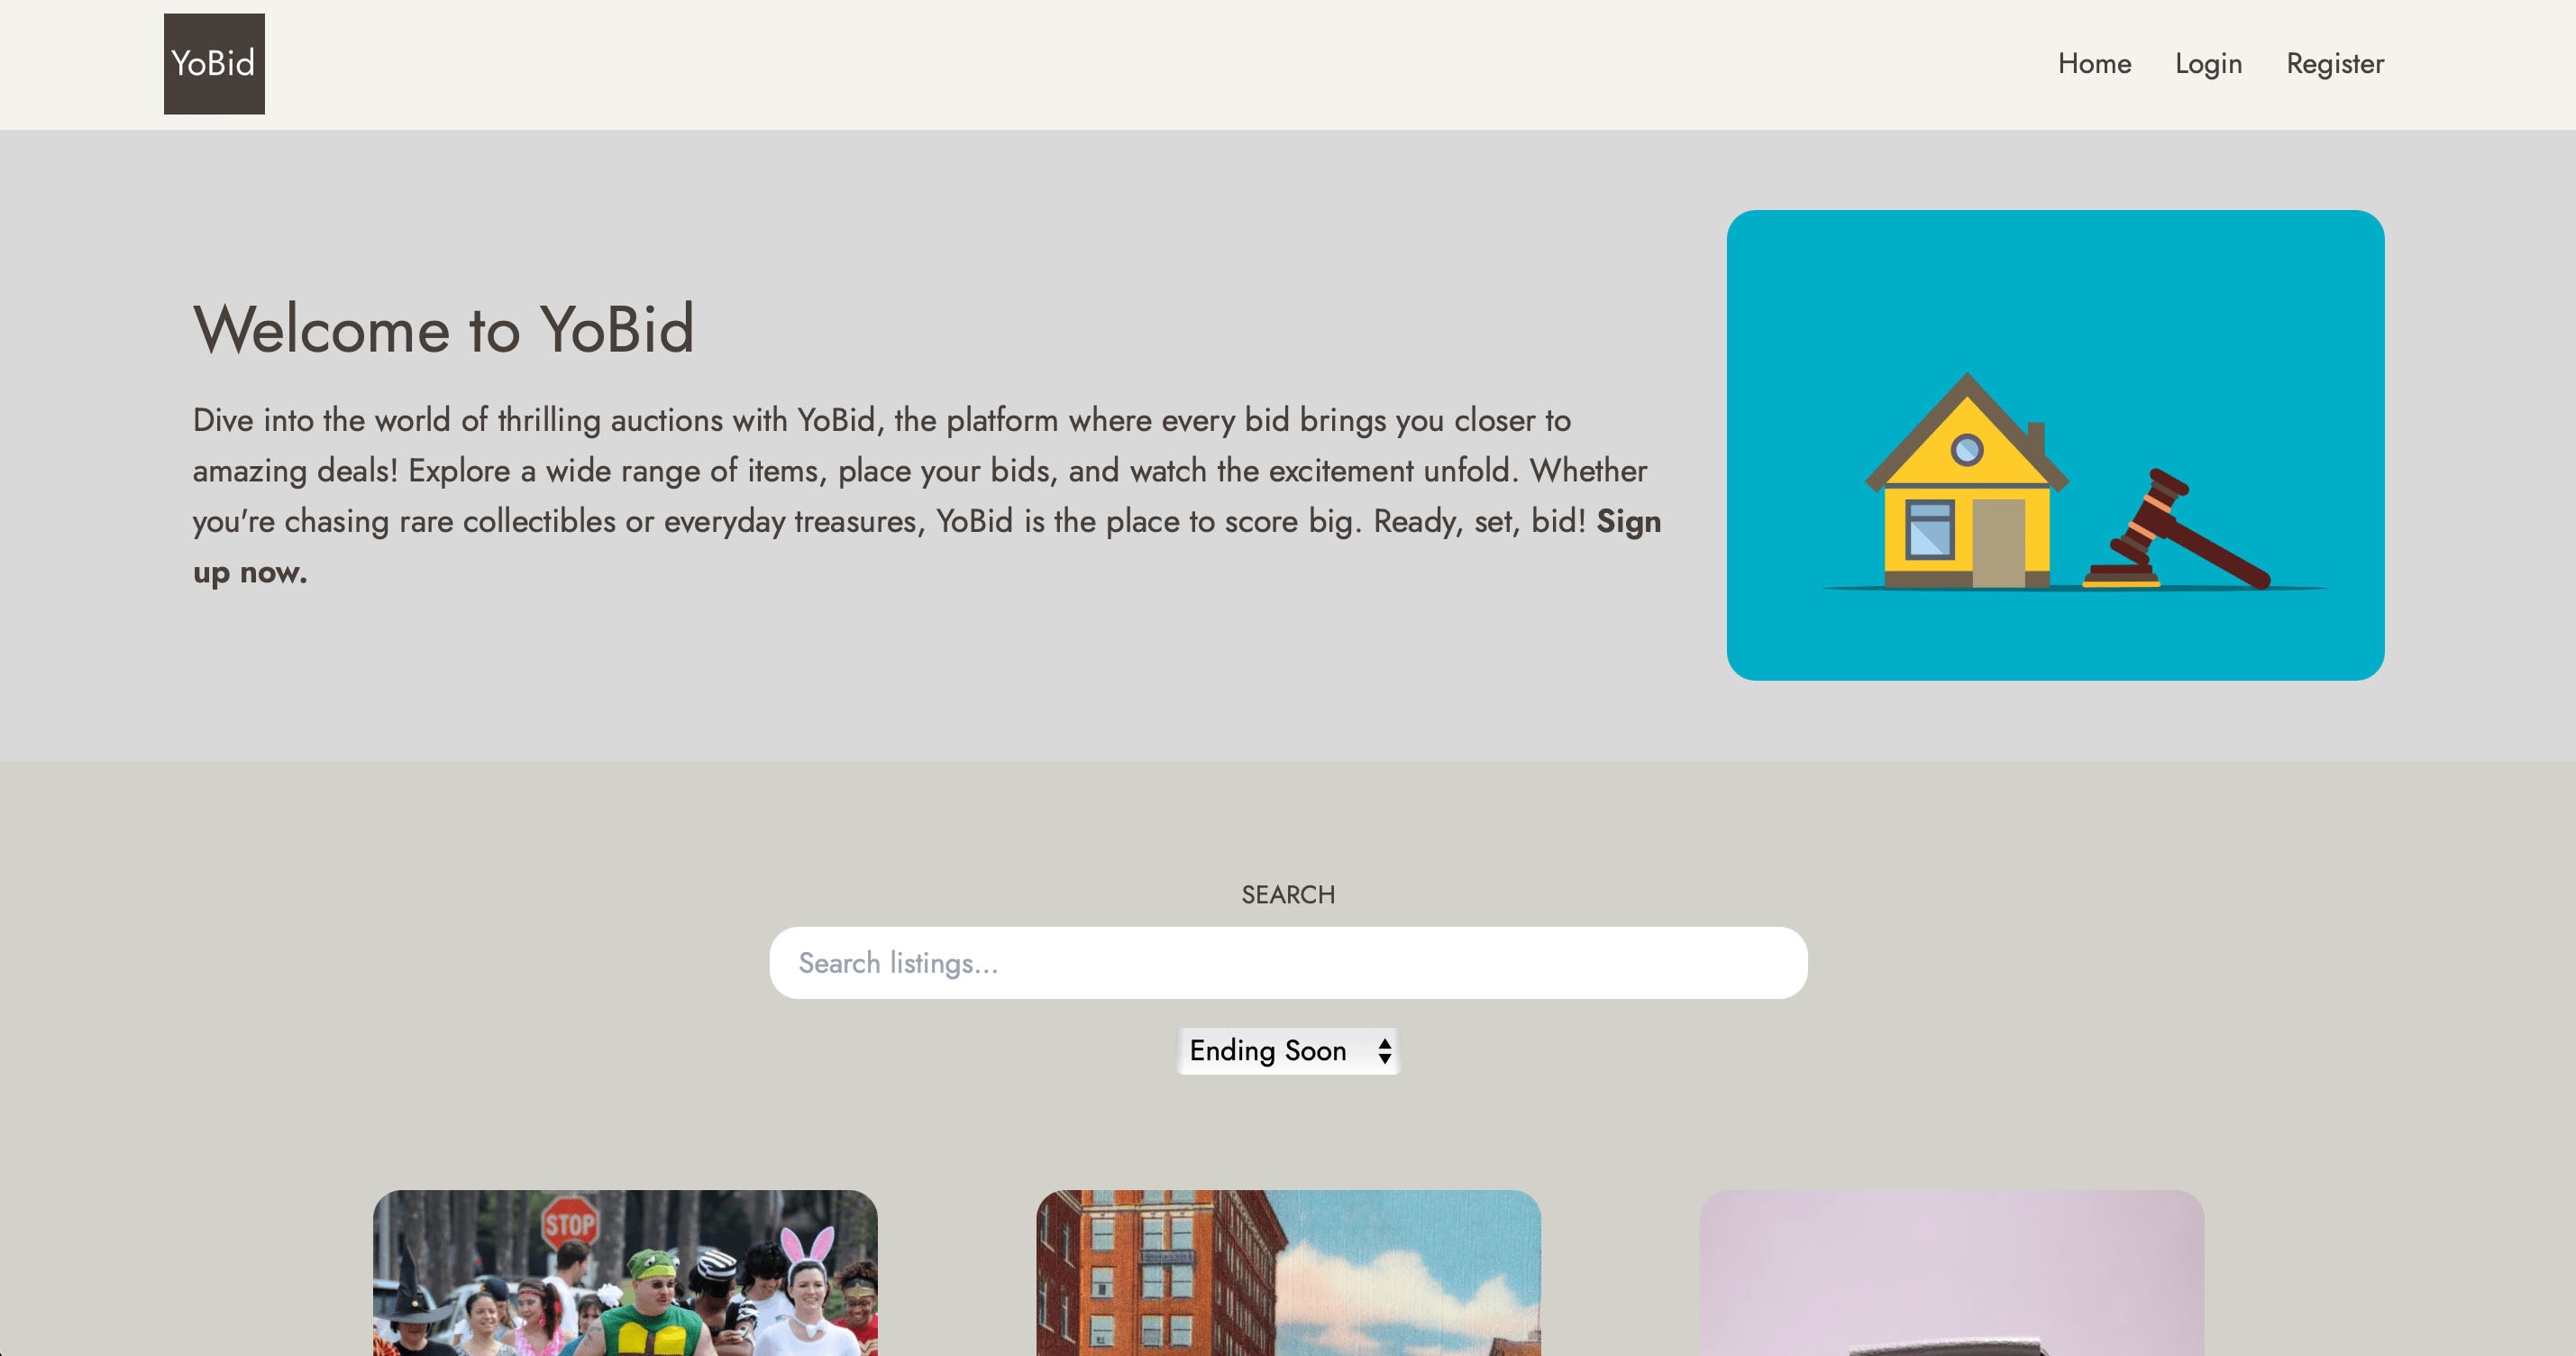 YoBid
Home Login Register
Welcome to YoBid
Dive into the world of thrilling auctions with YoBid, the platform where every bid brings you closer to
amazing deals! Explore a wide range of items, place your bids, and watch the excitement unfold. Whether
you're chasing rare collectibles or everyday treasures, YoBid is the place to score big. Ready, set, bid! Sign
up now.
SEARCH
Search listings...
Ending Soon
STOP